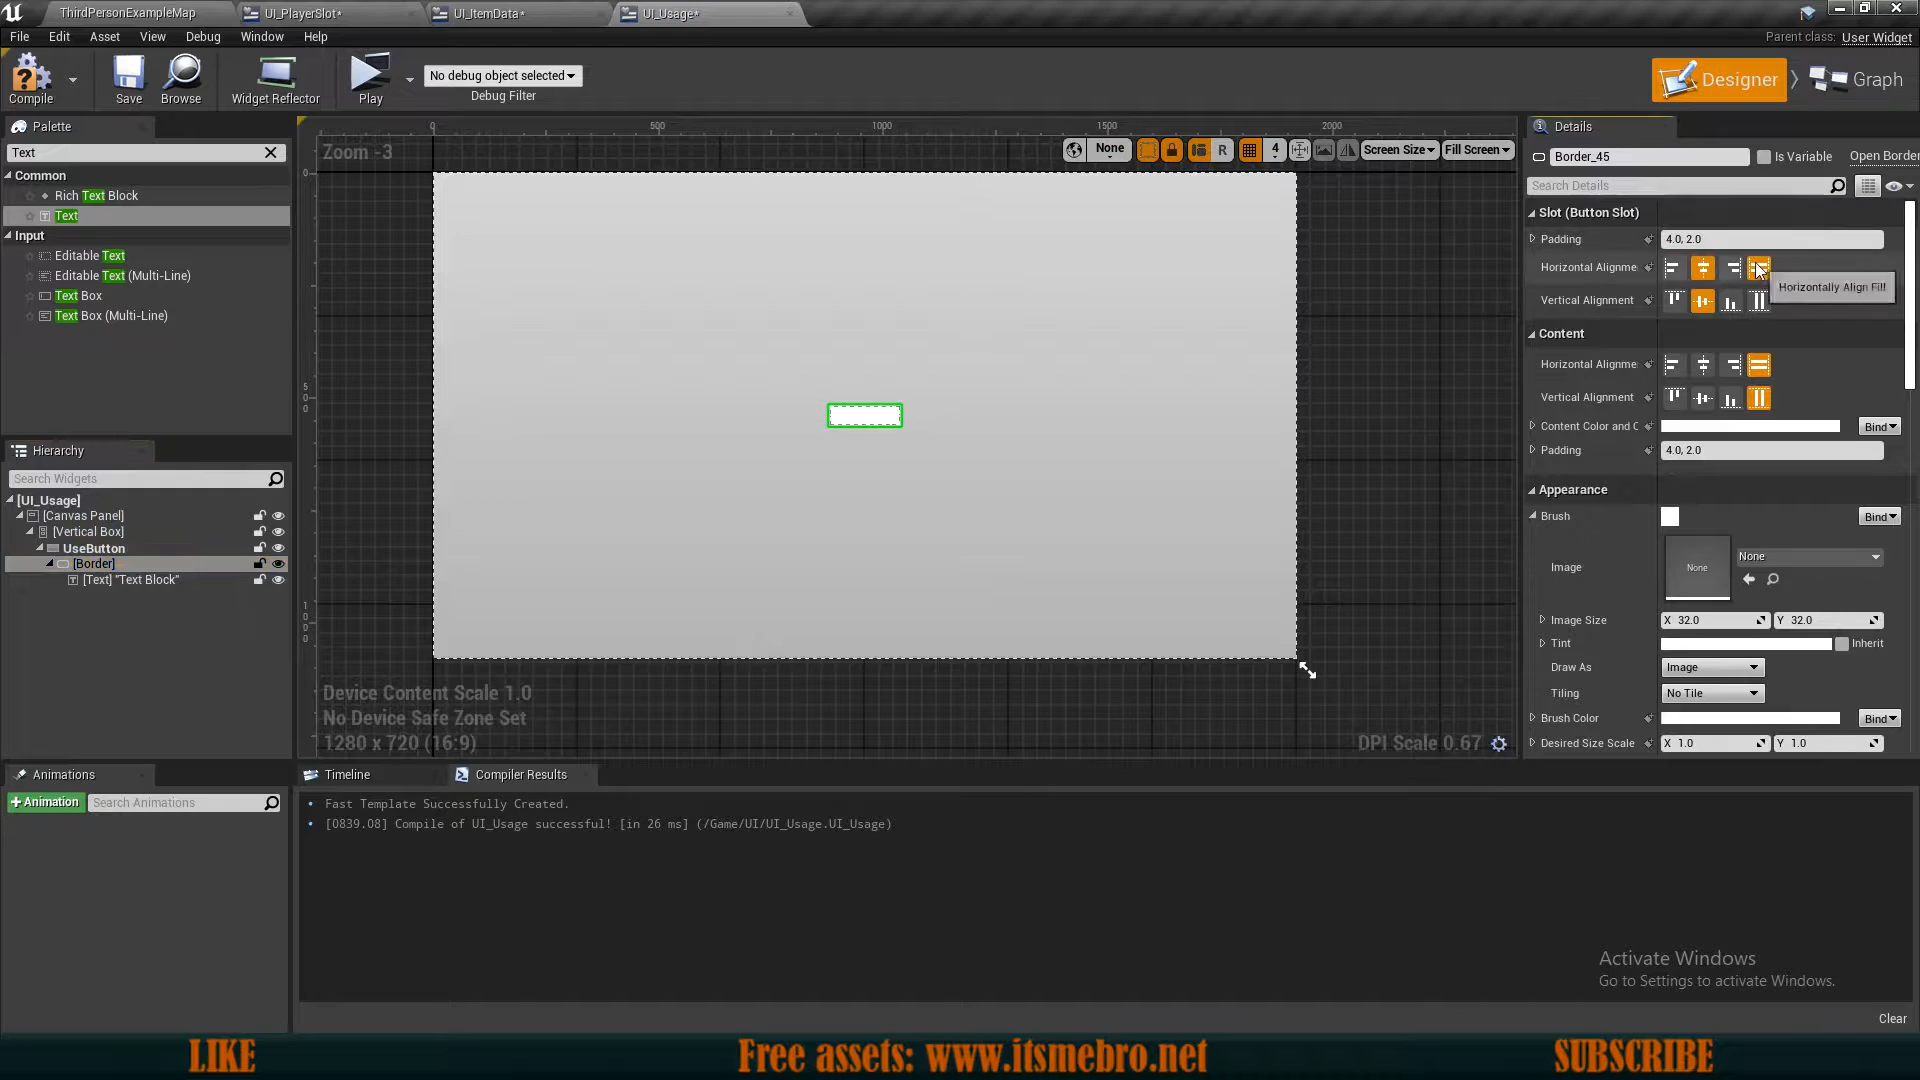 ThirdPersonExampleMap
UI_PlayerSlot*
UI_ItemData*
UI_Usage*
File Edit Asset View Debug Window Help
Parent class: User Widget
Compile
Save
Browse
Widget Reflector
Play
No debug object selected
Debug Filter
Designer
Graph
Palette
Text
Common
Rich Text Block
Text
Input
Editable Text
Editable Text (Multi-Line)
Text Box
Text Box (Multi-Line)
Hierarchy
Search Widgets
[UI_Usage]
[Canvas Panel]
[Vertical Box]
UseButton
[Border]
[Text] "Text Block"
Animations
+Animation
Search Animations
0 500 1000 1500 2000
Zoom -3
None
R
4
Screen Size
Fill Screen
0
5
0
0
1
0
0
0
Device Content Scale 1.0
No Device Safe Zone Set
1280 x 720 (16:9)
DPI Scale 0.67
Details
Border_45
Is Variable
Open Border
Search Details
Slot (Button Slot)
Padding 4.0, 2.0
Horizontal Alignme
Horizontally Align Fill
Vertical Alignment
Content
Horizontal Alignme
Vertical Alignment
Content Color and C Bind
Padding 4.0, 2.0
Appearance
Brush Bind
Image None None
Image Size X 32.0 Y 32.0
Tint Inherit
Draw As Image
Tiling No Tile
Brush Color Bind
Desired Size Scale X 1.0 Y 1.0
Timeline
Compiler Results
Fast Template Successfully Created.
[0839.08] Compile of UI_Usage successful! [in 26 ms] (/Game/UI/UI_Usage.UI_Usage)
Activate Windows
Go to Settings to activate Windows.
Clear
LIKE
Free assets: www.itsmebro.net
SUBSCRIBE